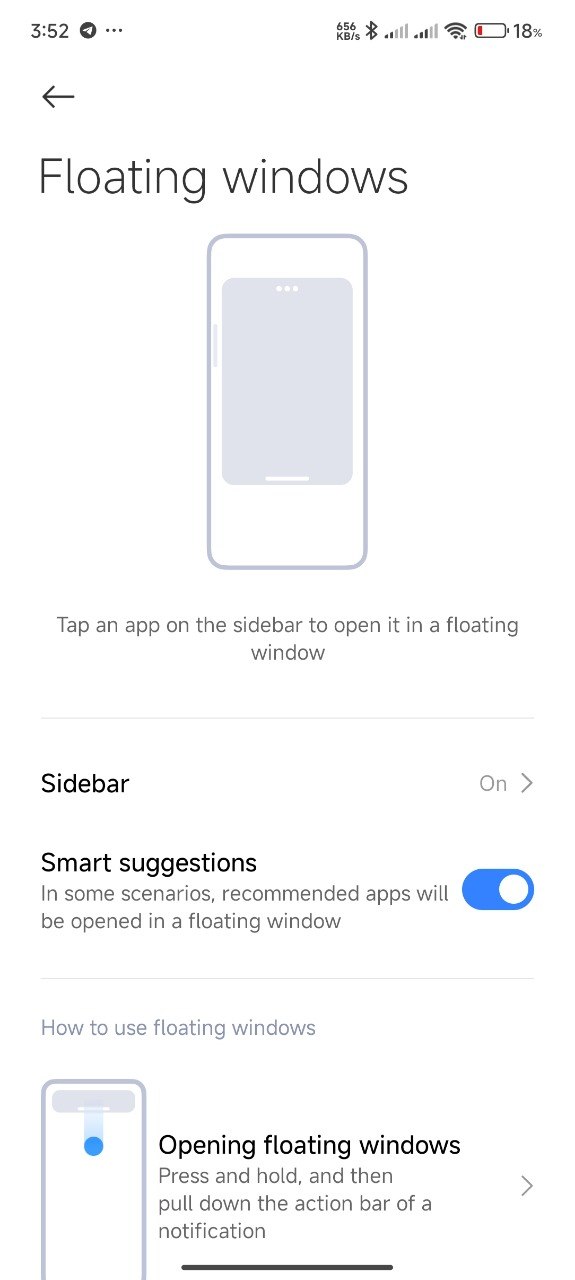 3:52 ... 656 KB/s 18%
Floating windows
Tap an app on the sidebar to open it in a floating
window
Sidebar On
Smart suggestions
In some scenarios, recommended apps will
be opened in a floating window
How to use floating windows
Opening floating windows
Press and hold, and then
pull down the action bar of a
notification